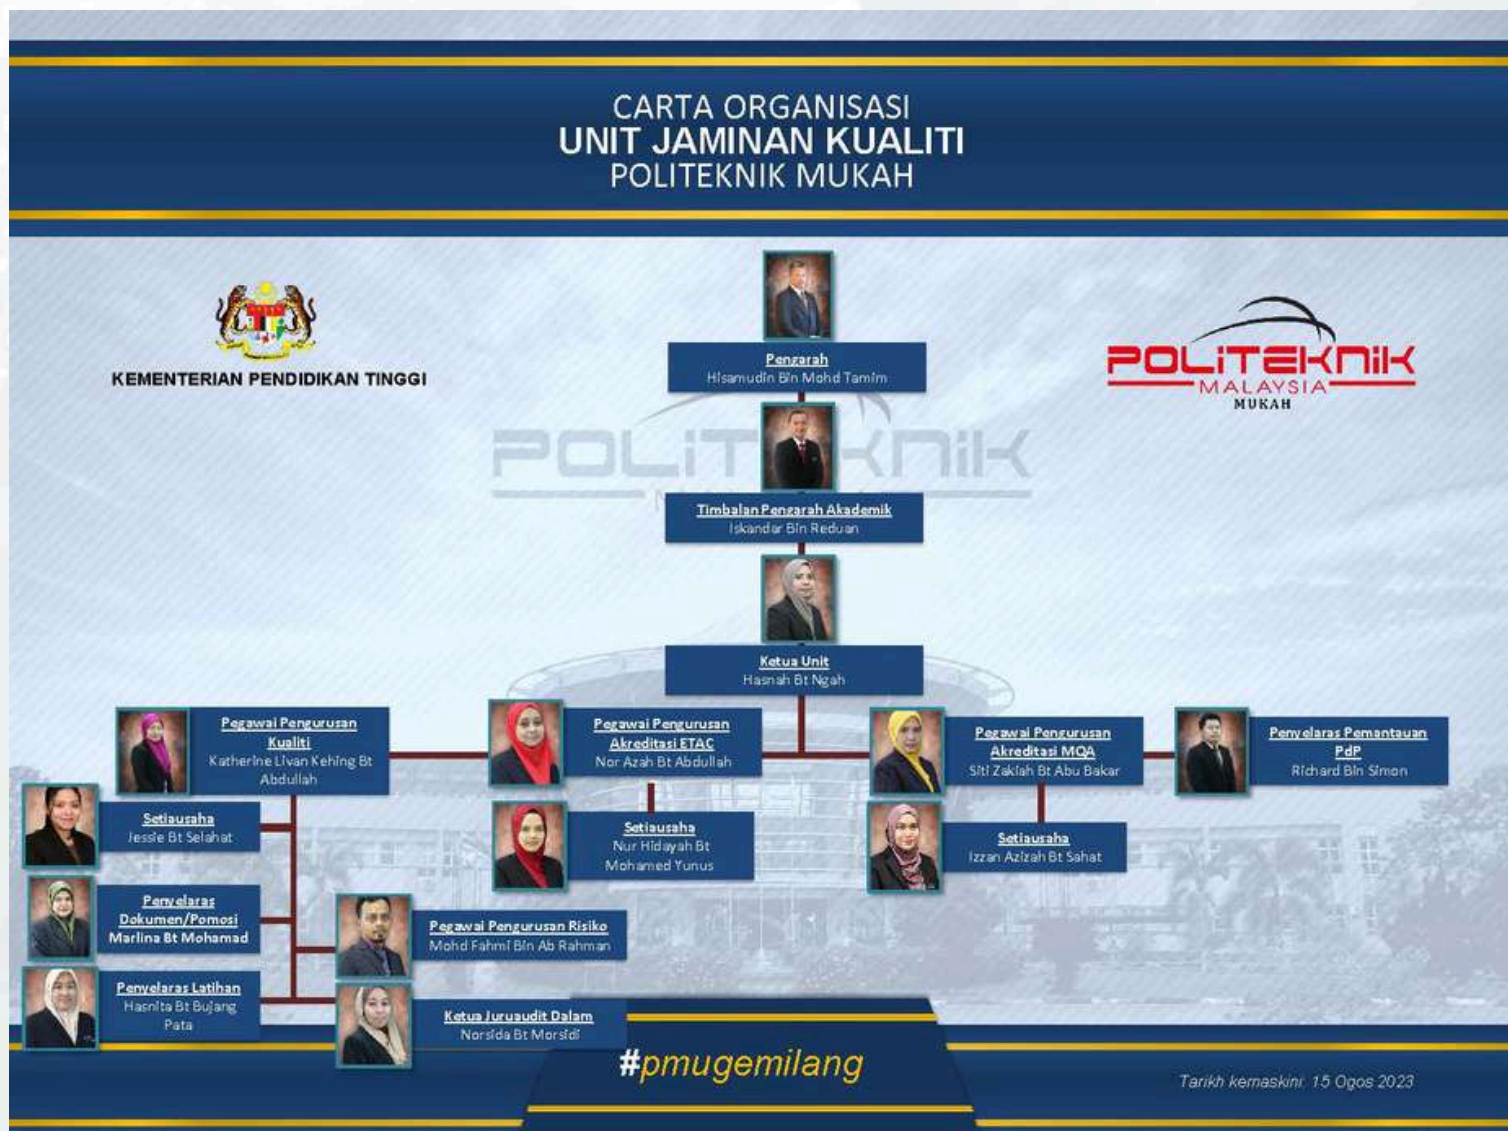 CARTA ORGANISASI
UNIT JAMINAN KUALITI
POLITEKNIK MUKAH
KEMENTERIAN PENDIDIKAN TINGGI
POLITEKNIK
MALAYSIA
MUKAH
Pengarah
Hisamudin Bin Mohd Tamim
POLITEKNIK
Timbalan Pengarah Akademik
Iskandar Bin Reduan
Ketua Unit
Hasnah Bt Ngah
Pegawai Pengurusan
Kualiti
Katherine Livan Kehing Bt
Abdullah
Pegawai Pengurusan
Akreditasi ETAC
Nor Azah Bt Abdullah
Pegawai Pengurusan
Akreditasi MQA
Siti Zakiah Bt Abu Bakar
Penyelaras Pemantauan
PdP
Richard Bin Simon
Setiausaha
Jessie Bt Selahat
Setiausaha
Nur Hidayah Bt
Mohamed Yunus
Setiausaha
Izzan Azizah Bt Sahat
Penyelaras
Dokumen/Pomosi
Marlina Bt Mohamad
Pegawai Pengurusan Risiko
Mohd Fahmi Bin Ab Rahman
Penyelaras Latihan
Hasnita Bt Bujang
Pata
Ketua Juruaudit Dalam
Norsida Bt Morsidi
#pmugemilang
Tarikh kemaskini: 15 Ogos 2023